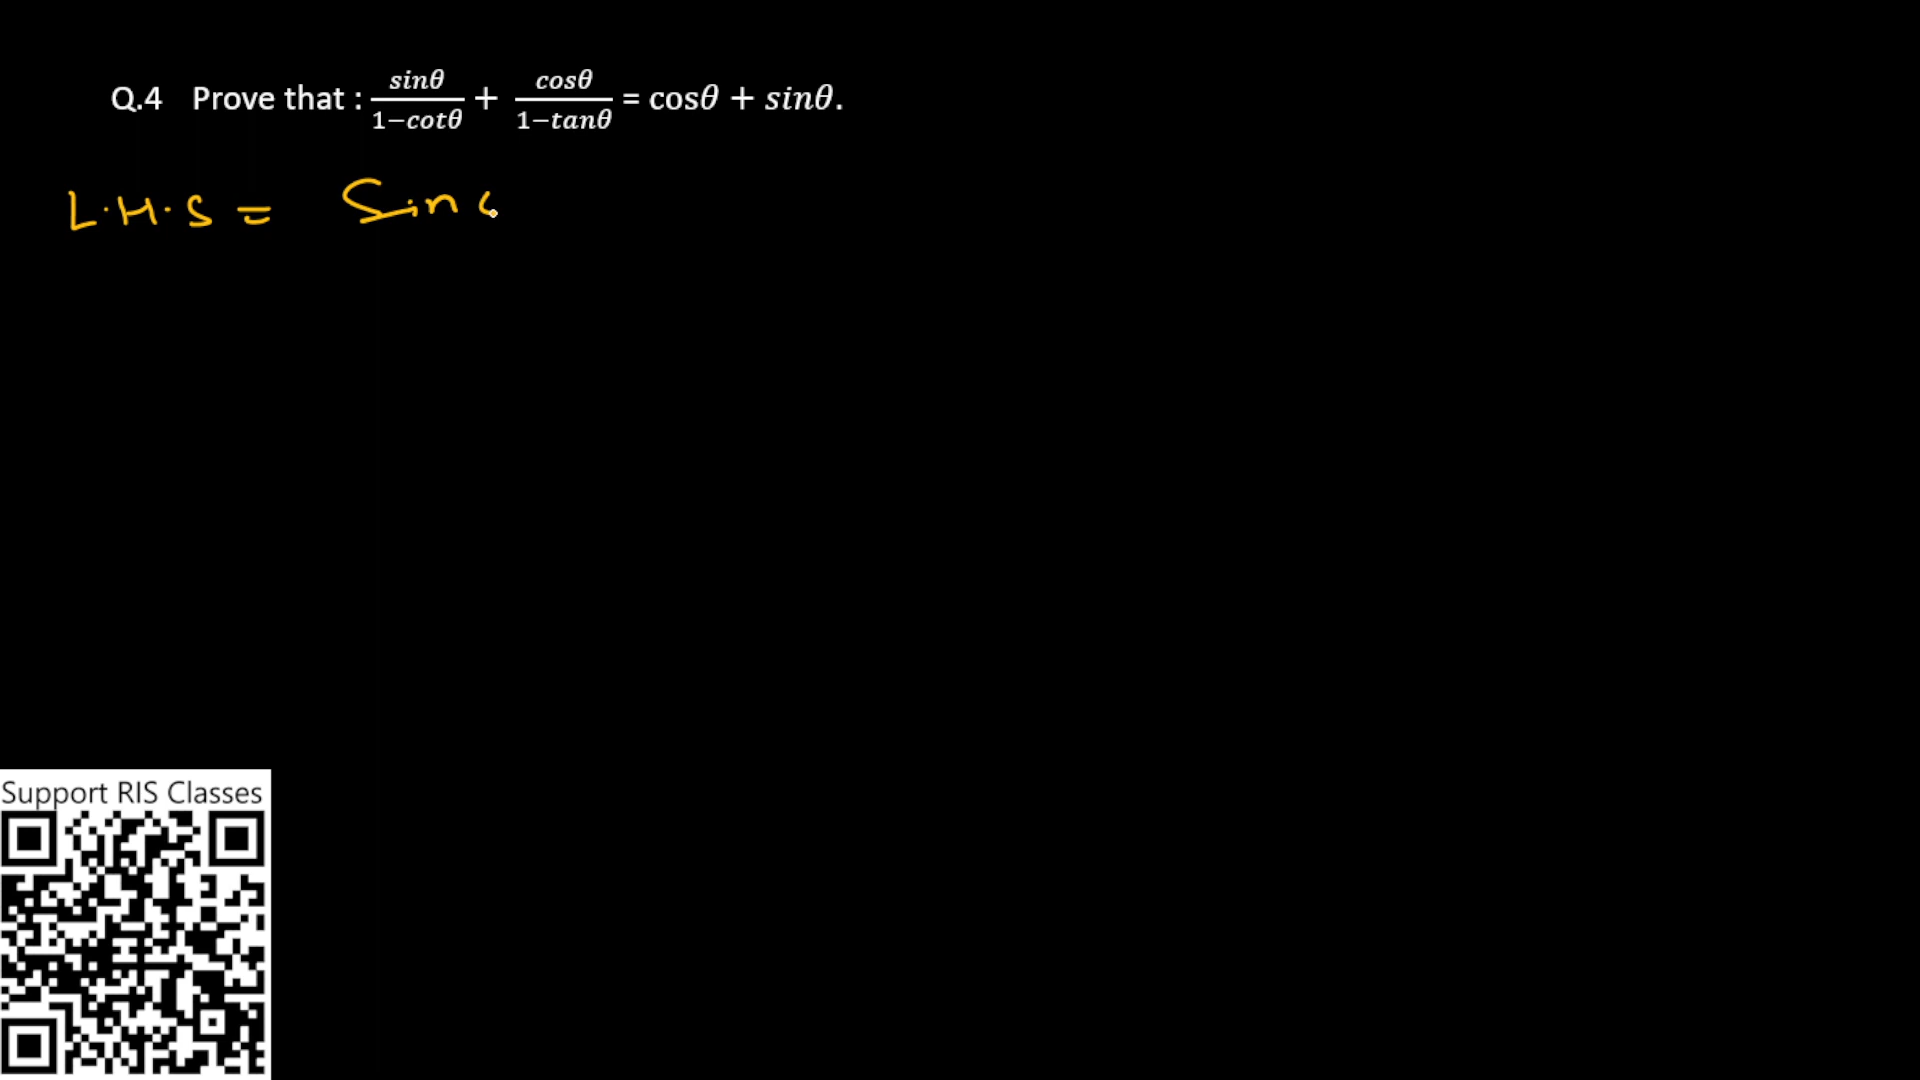 Q.4 Prove that : sinθ/(1−cotθ) + cosθ/(1−tanθ) = cosθ + sinθ.
L.H.S = Sin
Support RIS Classes